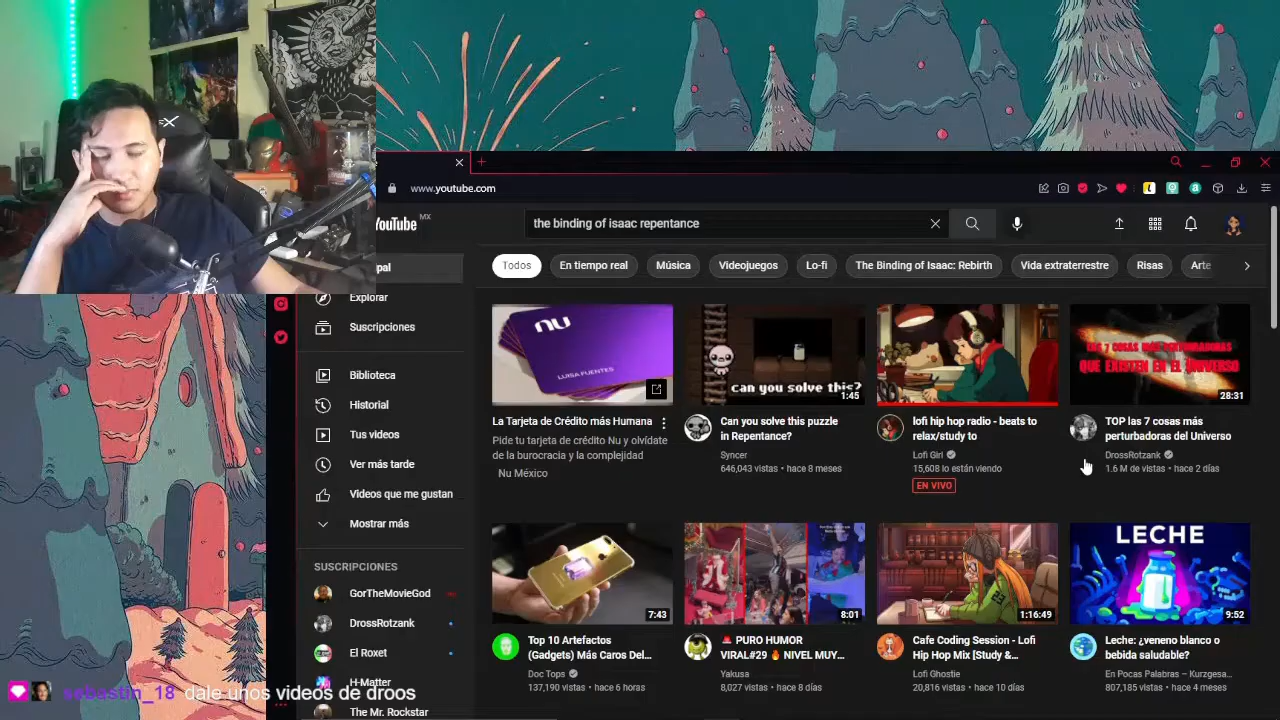 www.youtube.com
YouTube MX
the binding of isaac repentance
Todos
En tiempo real
Música
Videojuegos
Lo-fi
The Binding of Isaac: Rebirth
Vida extraterrestre
Risas
Arte
Explorar
Suscripciones
Biblioteca
Historial
Tus videos
Ver más tarde
Videos que me gustan
Mostrar más
SUSCRIPCIONES
GorTheMovieGod
DrossRotzank
El Roxet
H-Matter
The Mr. Rockstar
nu
LUISA FUENTES
La Tarjeta de Crédito más Humana
Pide tu tarjeta de crédito Nu y olvídate
de la burocracia y la complejidad
Nu México
can you solve this?
1:45
Can you solve this puzzle
in Repentance?
Syncer
646,043 vistas • hace 8 meses
lofi hip hop radio - beats to
relax/study to
Lofi Girl
15,608 lo están viendo
EN VIVO
LAS 7 COSAS MÁS PERTURBADORAS
QUE EXISTEN EN EL UNIVERSO
28:31
TOP las 7 cosas más
perturbadoras del Universo
DrossRotzank
1.6 M de vistas • hace 2 días
7:43
Top 10 Artefactos
(Gadgets) Más Caros Del...
Doc Tops
137,190 vistas • hace 6 horas
8:01
🚨 PURO HUMOR
VIRAL#29 🔥 NIVEL MUY...
Yakusa
8,027 vistas • hace 8 días
1:16:49
Cafe Coding Session - Lofi
Hip Hop Mix [Study &...
Lofi Ghostie
20,816 vistas • hace 10 días
LECHE
9:52
Leche: ¿veneno blanco o
bebida saludable?
En Pocas Palabras – Kurzgesa...
807,185 vistas • hace 4 meses
sebastin_18 dale unos videos de droos